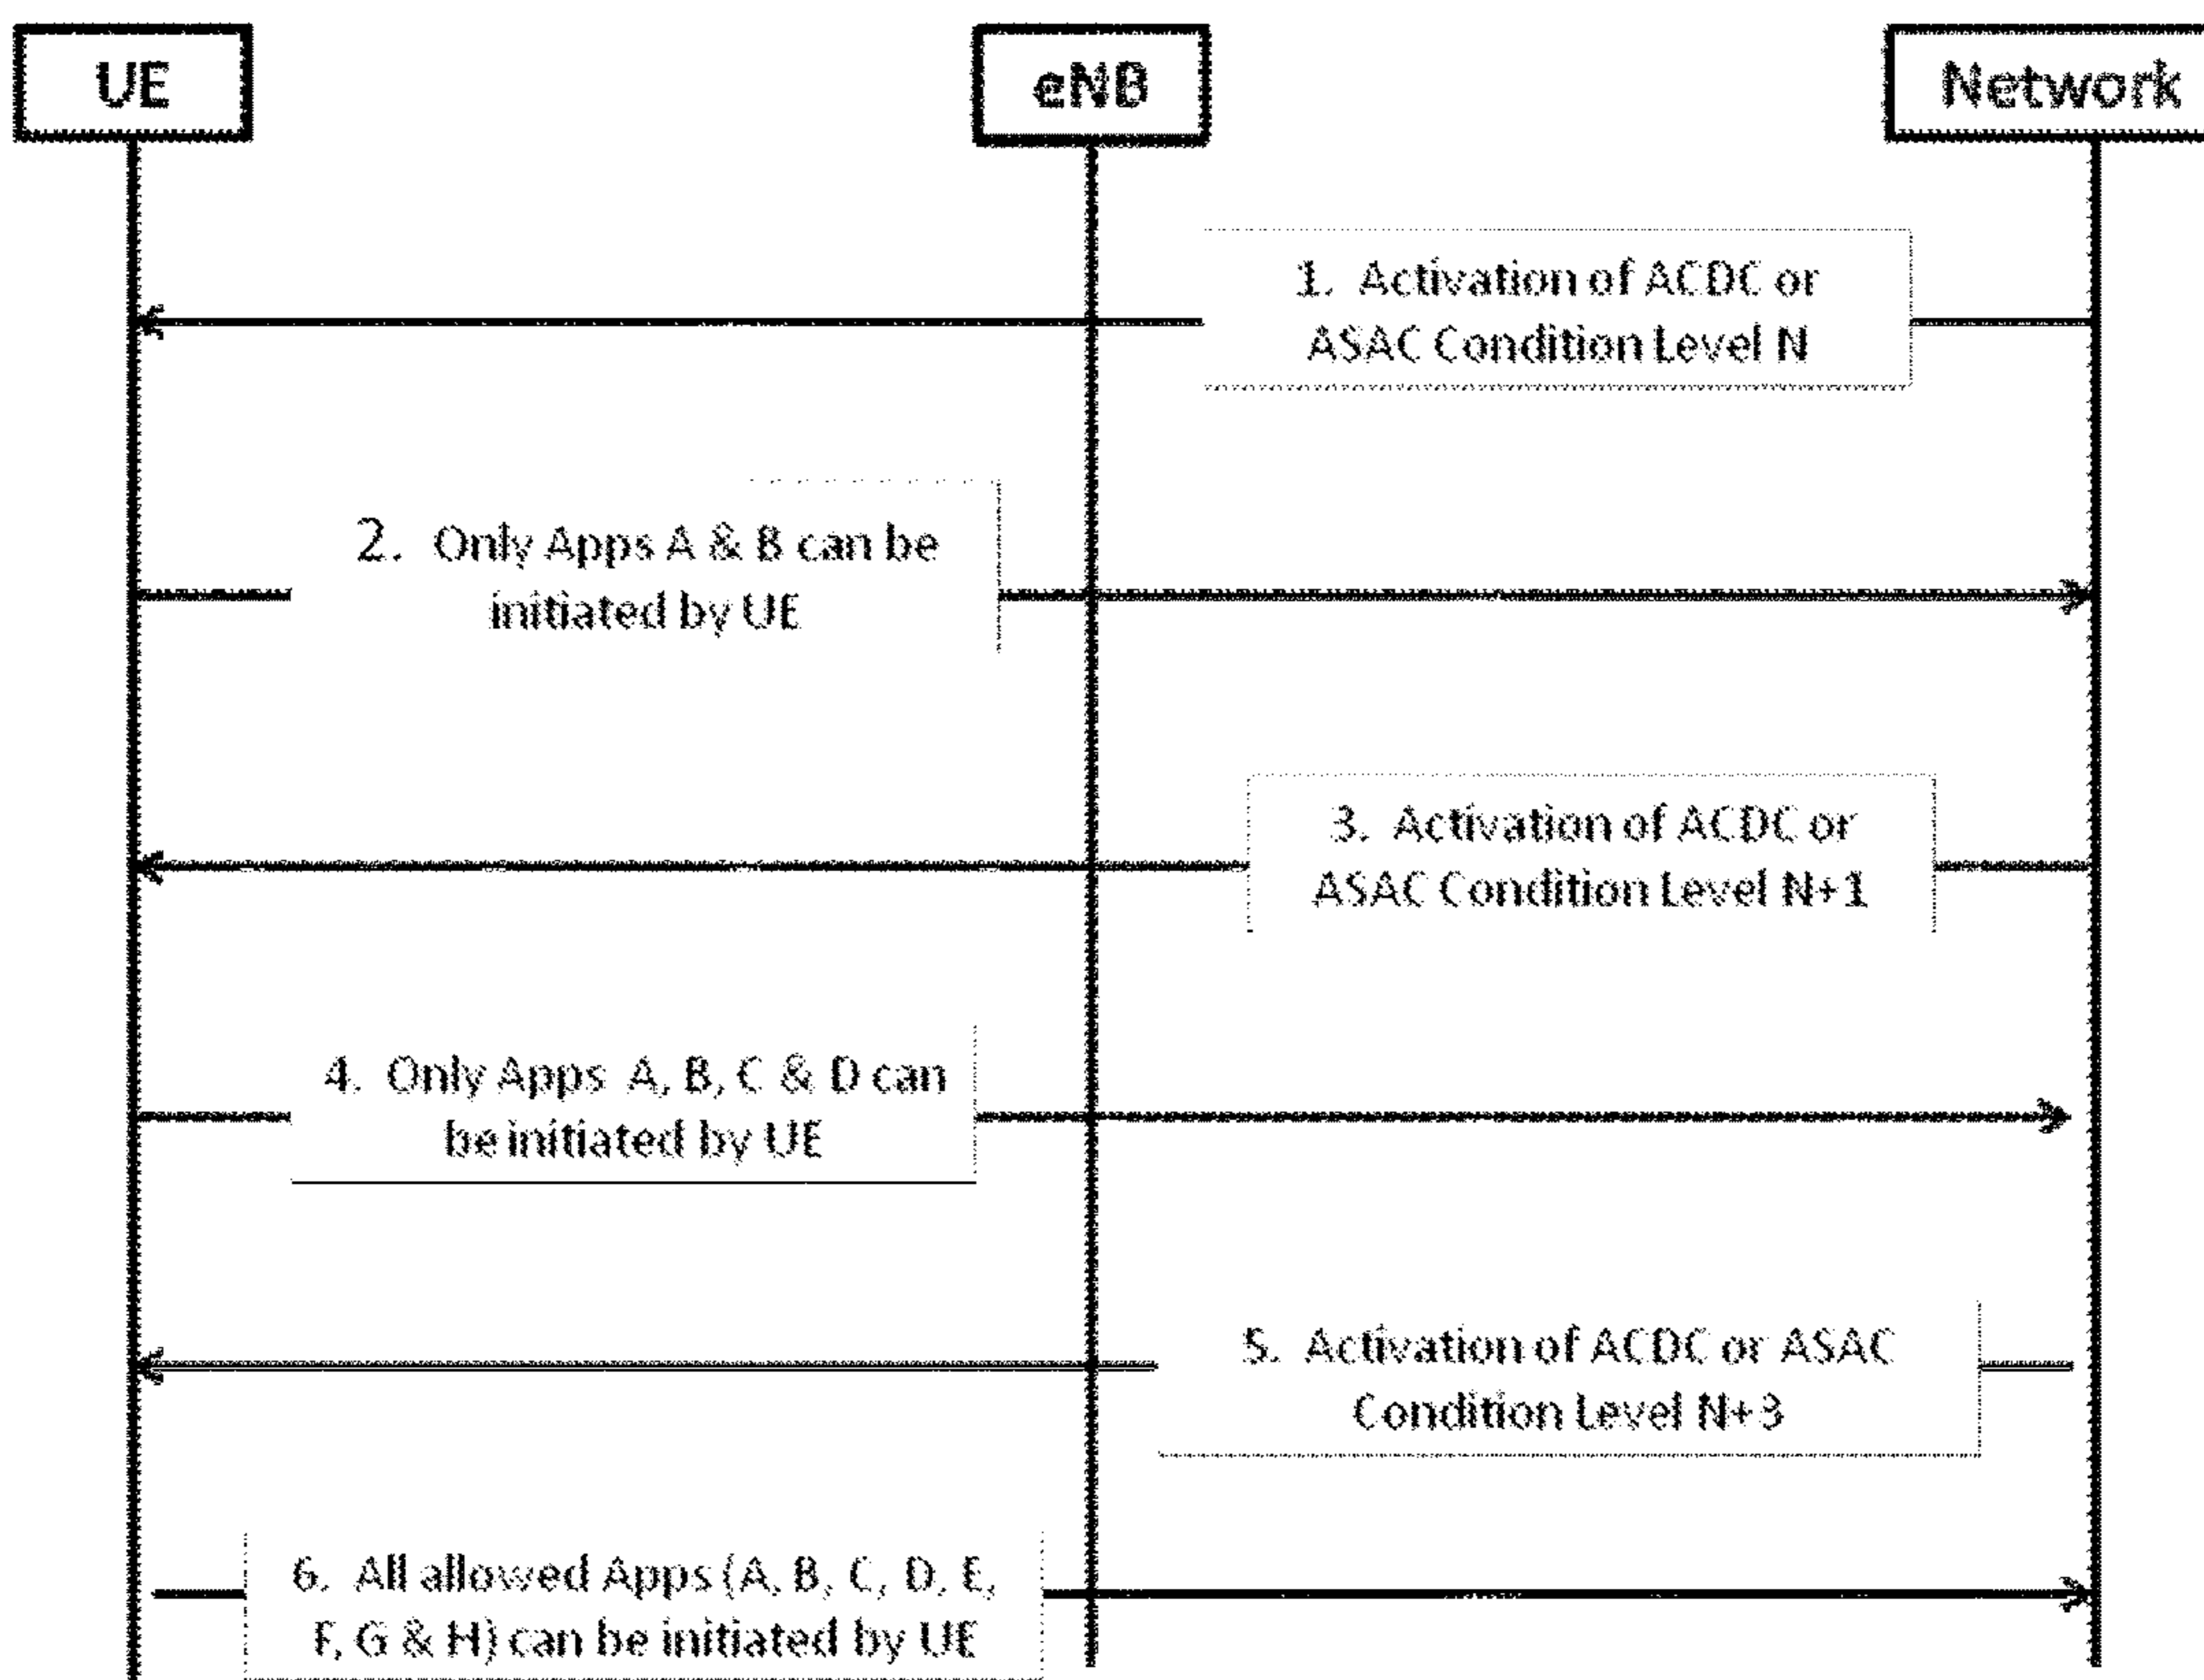 UE
eNB
Network
1. Activation of ACDC or
ASAC Condition Level N
2. Only Apps A & B can be
initiated by UE
3. Activation of ACDC or
ASAC Condition Level N+1
4. Only Apps A, B, C & D can
be initiated by UE
5. Activation of ACDC or ASAC
Condition Level N+3
6. All allowed Apps (A, B, C, D, E,
F, G & H) can be initiated by UE